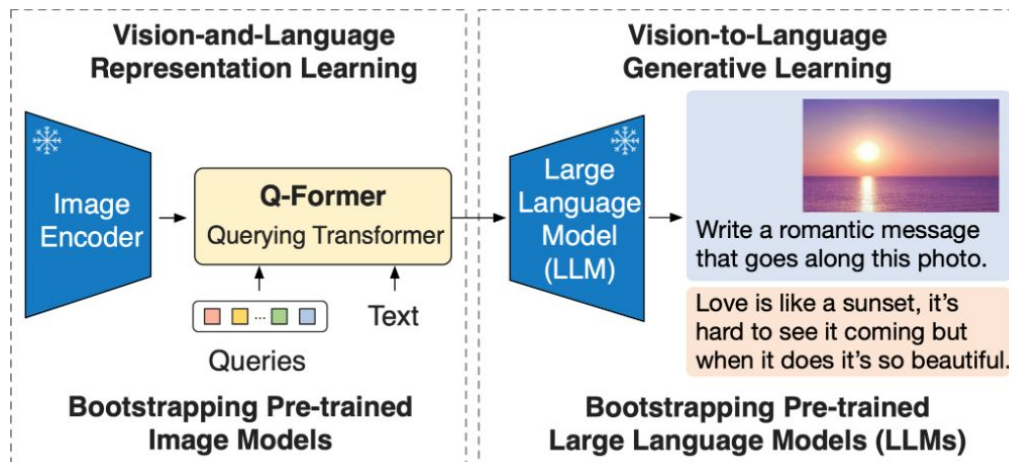 Vision-and-Language
Representation Learning
Image
Encoder
Q-Former
Querying Transformer
...
Queries
Text
Bootstrapping Pre-trained
Image Models
Vision-to-Language
Generative Learning
Large
Language
Model
(LLM)
Write a romantic message
that goes along this photo.
Love is like a sunset, it's
hard to see it coming but
when it does it's so beautiful.
Bootstrapping Pre-trained
Large Language Models (LLMs)